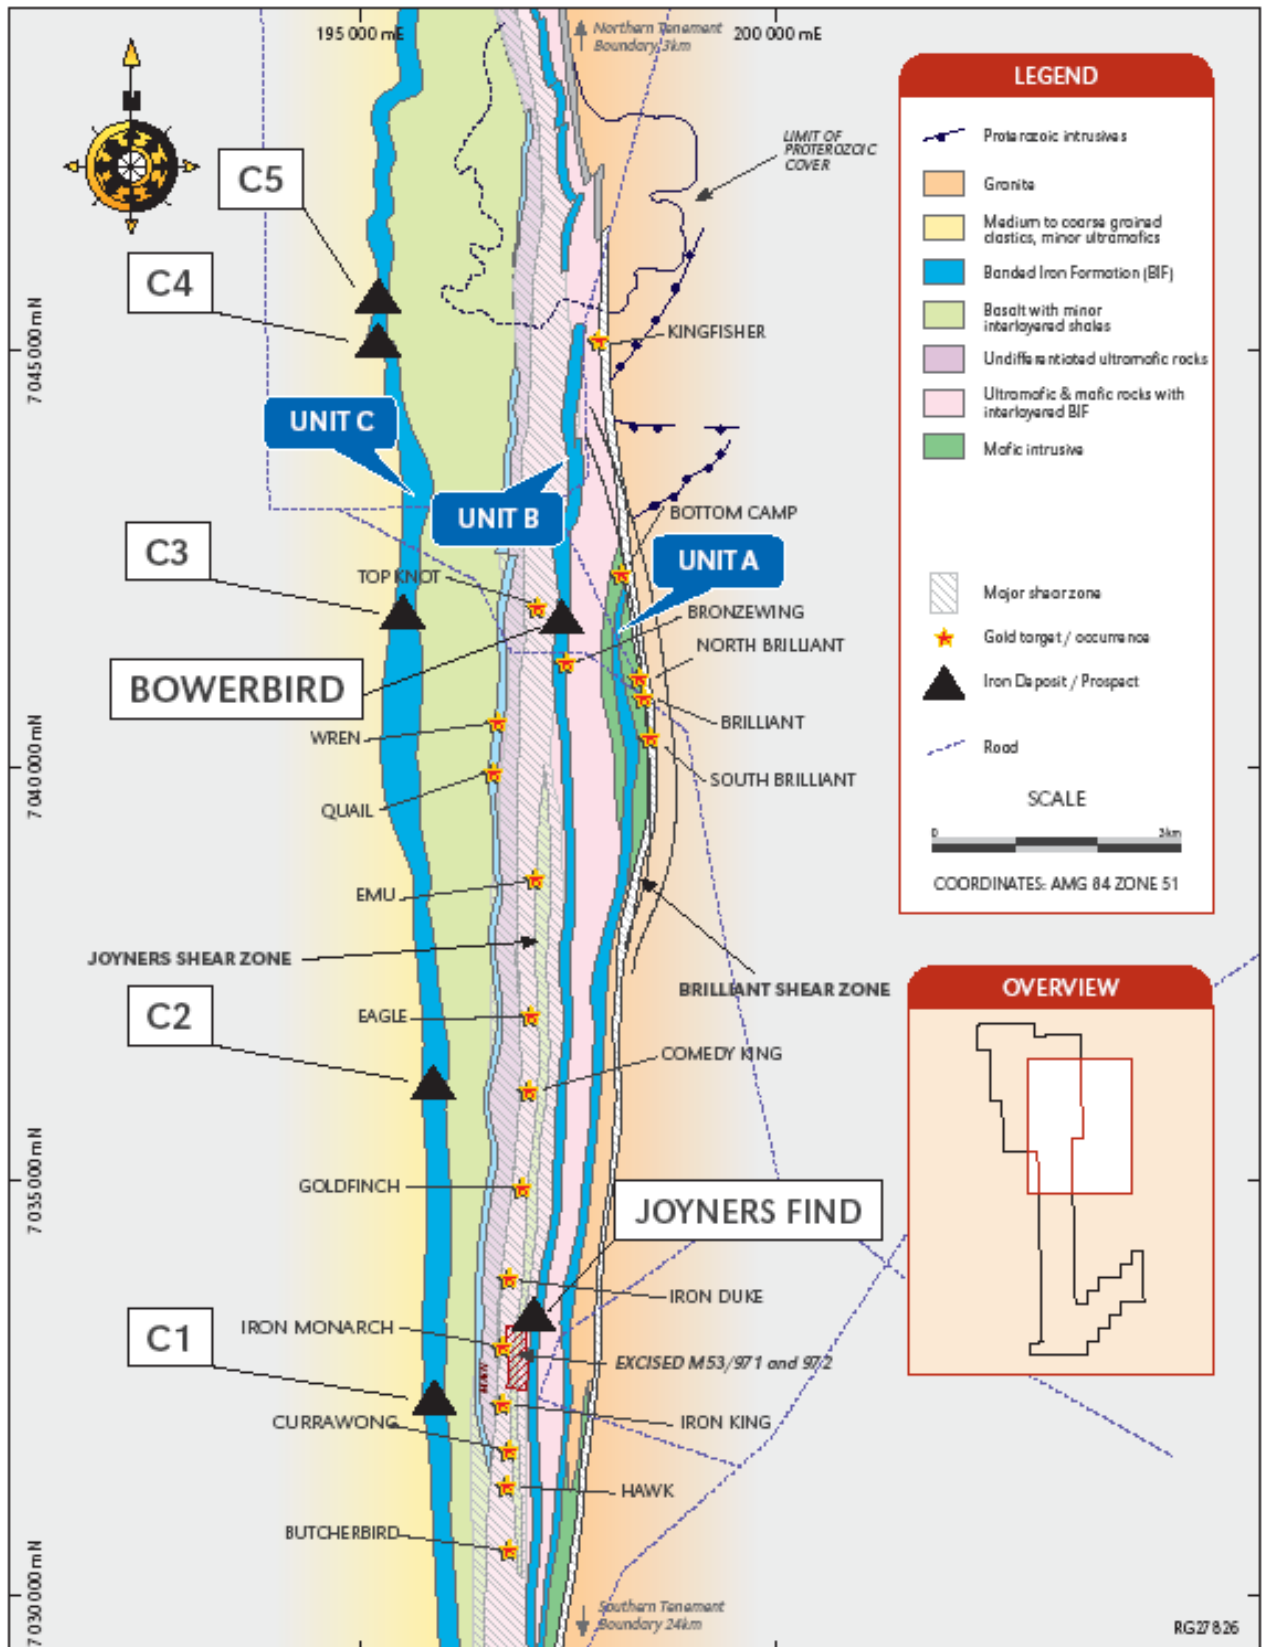 195 000 mE
Northern Tenement
Boundary 3km
200 000 mE
LEGEND
Proterozoic intrusives
Granite
Medium to coarse grained
clastics, minor ultramafics
Banded Iron Formation (BIF)
Basalt with minor
interlayered shales
Undifferentiated ultramafic rocks
Ultramafic & mafic rocks with
interlayered BIF
Mafic intrusive
Major shear zone
Gold target / occurrence
Iron Deposit / Prospect
Road
SCALE
0 3km
COORDINATES: AMG 84 ZONE 51
LIMIT OF
PROTEROZOIC
COVER
N
C5
C4
7 045 000 mN
KINGFISHER
UNIT C
UNIT B
BOTTOM CAMP
C3
UNIT A
TOP KNOT
BRONZEWING
NORTH BRILLIANT
BOWERBIRD
BRILLIANT
WREN
7 040 000 mN
SOUTH BRILLIANT
QUAIL
EMU
JOYNERS SHEAR ZONE
BRILLIANT SHEAR ZONE
OVERVIEW
C2
EAGLE
COMEDY KING
7 035 000 mN
GOLDFINCH
JOYNERS FIND
IRON DUKE
C1
IRON MONARCH
EXCISED M53/971 and 972
CURRAWONG
IRON KING
HAWK
BUTCHERBIRD
7 030 000 mN
Southern Tenement
Boundary 24km
RG27826